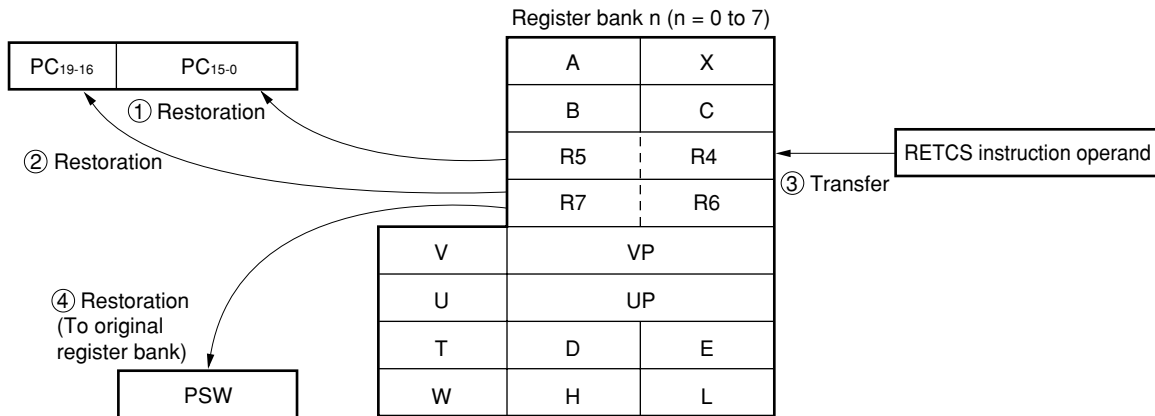 Register bank n (n = 0 to 7)
PC19-16 PC15-0
A X
① Restoration
B C
② Restoration
R5 R4
RETCS instruction operand
③ Transfer
R7 R6
V VP
④ Restoration
(To original
register bank)
U UP
T D E
PSW
W H L